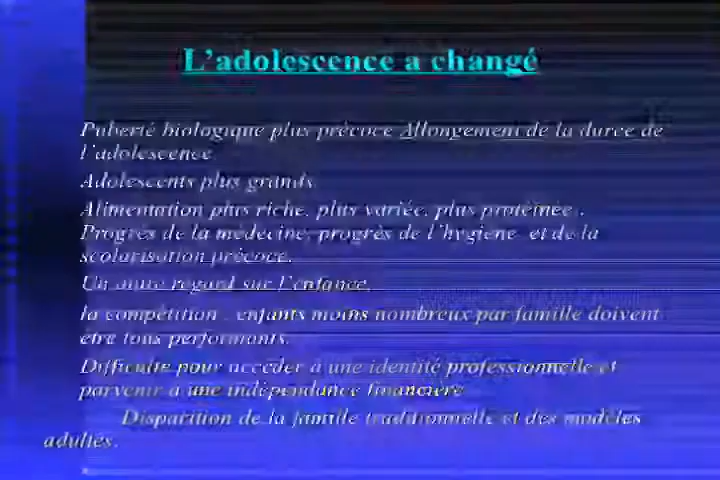 L'adolescence a changé
Puberté biologique plus précoce Allongement de la durée de
l'adolescence
Adolescents plus grands
Alimentation plus riche, plus variée, plus protéinée .
Progrès de la médecine, progrès de l'hygiène et de la
scolarisation précoce.
Un autre regard sur l'enfance,
la compétition , enfants moins nombreux par famille doivent
être tous performants.
Difficulté pour accéder à une identité professionnelle et
parvenir à une indépendance financière
Disparition de la famille traditionnelle et des modèles
adultes.